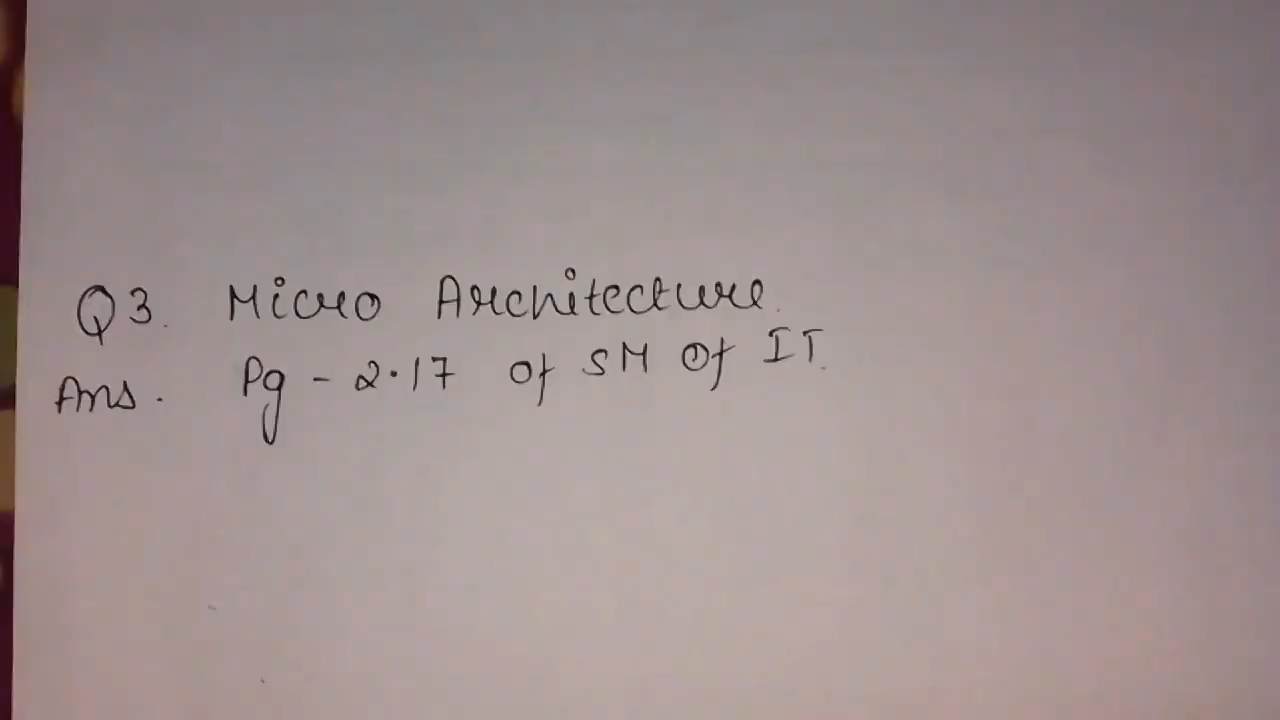 Q3. Micro Architecture.
Ans. Pg - 2.17 of SM of IT.